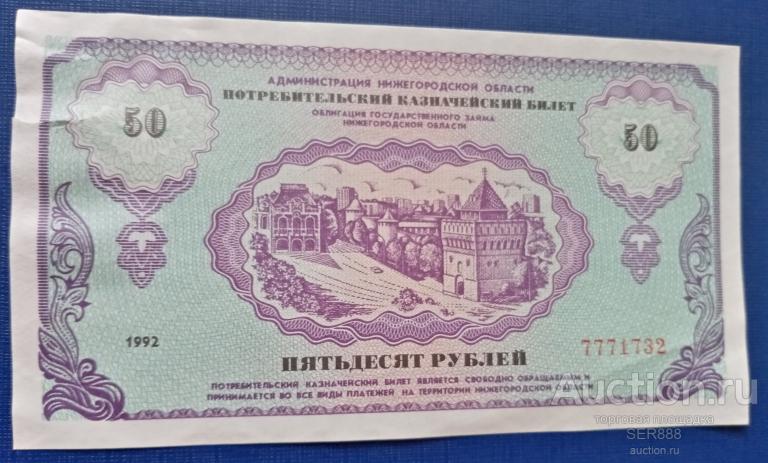 АДМИНИСТРАЦИЯ НИЖЕГОРОДСКОЙ ОБЛАСТИ
ПОТРЕБИТЕЛЬСКИЙ КАЗНАЧЕЙСКИЙ БИЛЕТ
ОБЛИГАЦИЯ ГОСУДАРСТВЕННОГО ЗАЙМА
НИЖЕГОРОДСКОЙ ОБЛАСТИ
50
50
1992
7771732
ПЯТЬДЕСЯТ РУБЛЕЙ
ПОТРЕБИТЕЛЬСКИЙ КАЗНАЧЕЙСКИЙ БИЛЕТ ЯВЛЯЕТСЯ СВОБОДНО ОБРАЩАЕМЫМ И
ПРИНИМАЕТСЯ ВО ВСЕ ВИДЫ ПЛАТЕЖЕЙ НА ТЕРРИТОРИИ НИЖЕГОРОДСКОЙ ОБЛАСТИ
Auction.ru
торговая площадка
SER888
auction.ru